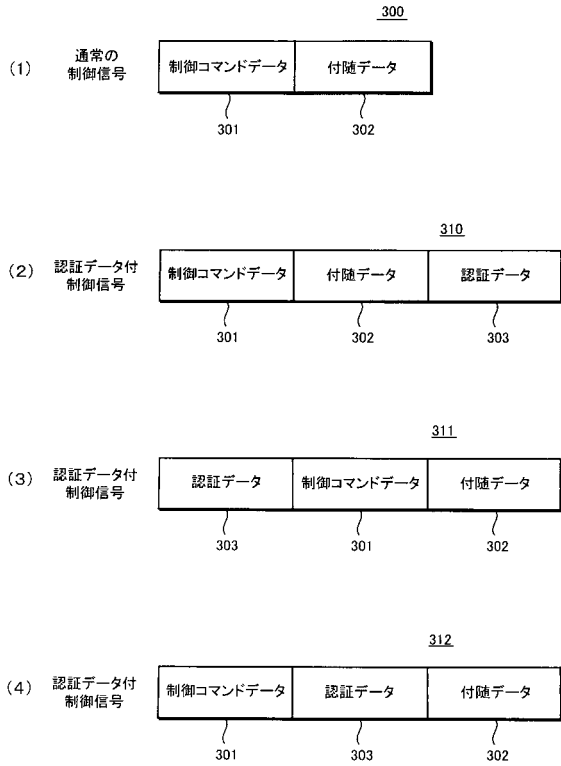 300
(1) 通常の
制御信号
制御コマンドデータ 付随データ
301 302
310
(2) 認証データ付
制御信号
制御コマンドデータ 付随データ 認証データ
301 302 303
311
(3) 認証データ付
制御信号
認証データ 制御コマンドデータ 付随データ
303 301 302
312
(4) 認証データ付
制御信号
制御コマンドデータ 認証データ 付随データ
301 303 302